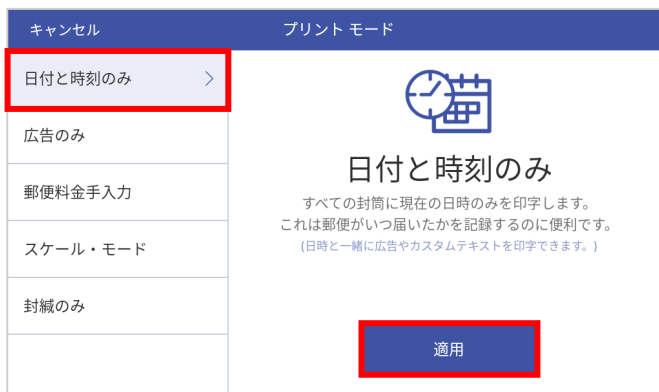 キャンセル
プリント モード
日付と時刻のみ
広告のみ
郵便料金手入力
スケール・モード
封緘のみ
日付と時刻のみ
すべての封筒に現在の日時のみを印字します。
これは郵便がいつ届いたかを記録するのに便利です。
(日時と一緒に広告やカスタムテキストを印字できます。)
適用